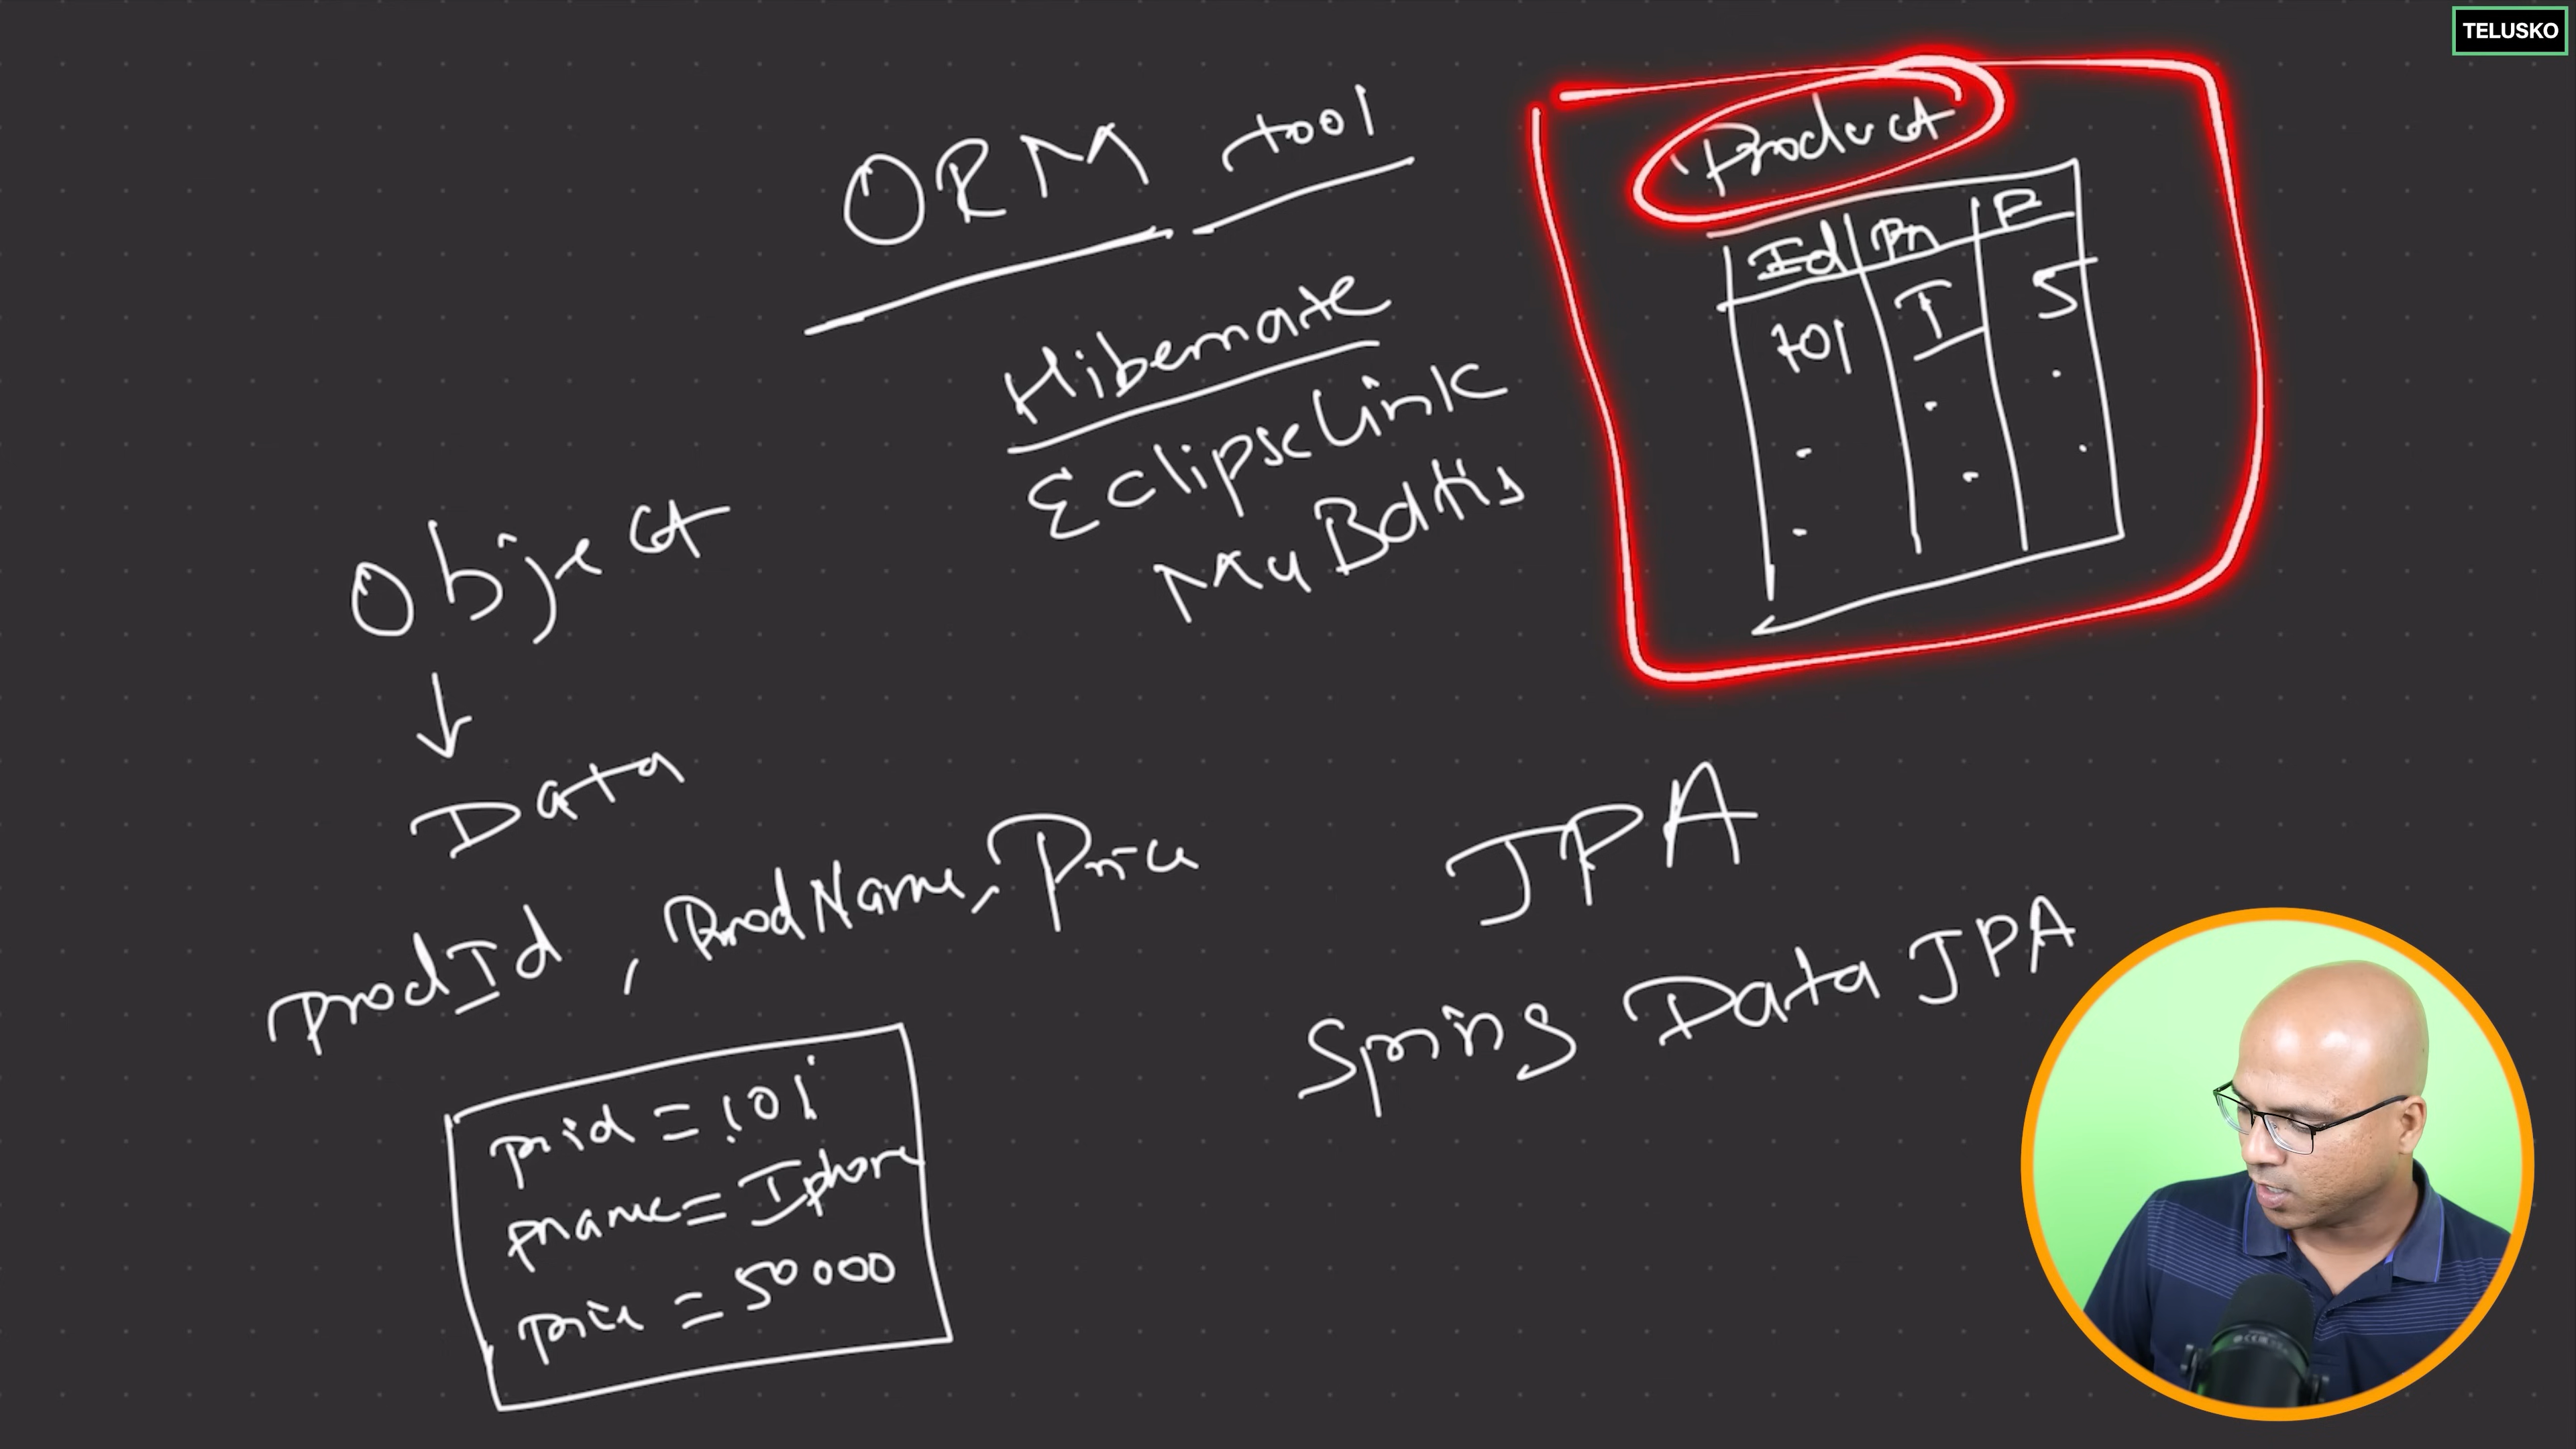 TELUSKO
ORM tool
Hibernate
EclipseLink
MyBatis
Product
Id Pn P
101 I 5
Object
Data
ProdId, ProdName, Price
prid = 101
pname = Iphone
price = 50000
JPA
Spring Data JPA